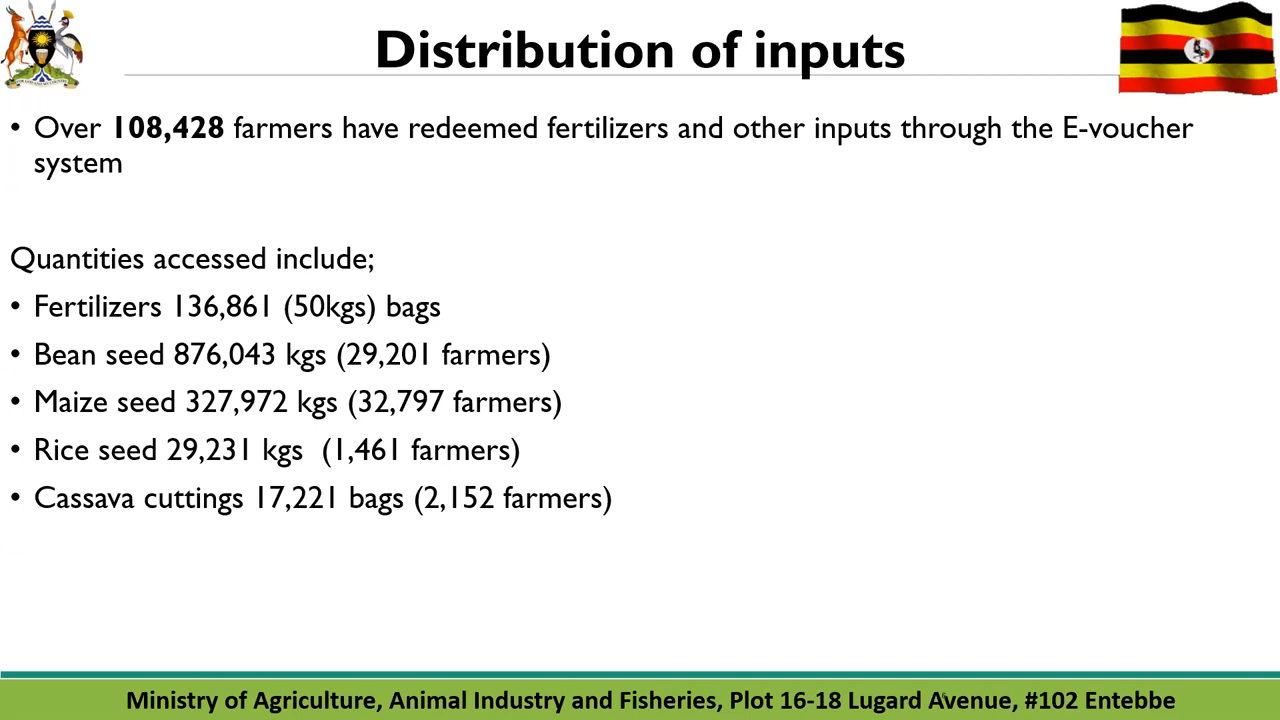 Distribution of inputs
• Over 108,428 farmers have redeemed fertilizers and other inputs through the E-voucher
system
Quantities accessed include;
• Fertilizers 136,861 (50kgs) bags
• Bean seed 876,043 kgs (29,201 farmers)
• Maize seed 327,972 kgs (32,797 farmers)
• Rice seed 29,231 kgs (1,461 farmers)
• Cassava cuttings 17,221 bags (2,152 farmers)
Ministry of Agriculture, Animal Industry and Fisheries, Plot 16-18 Lugard Avenue, #102 Entebbe